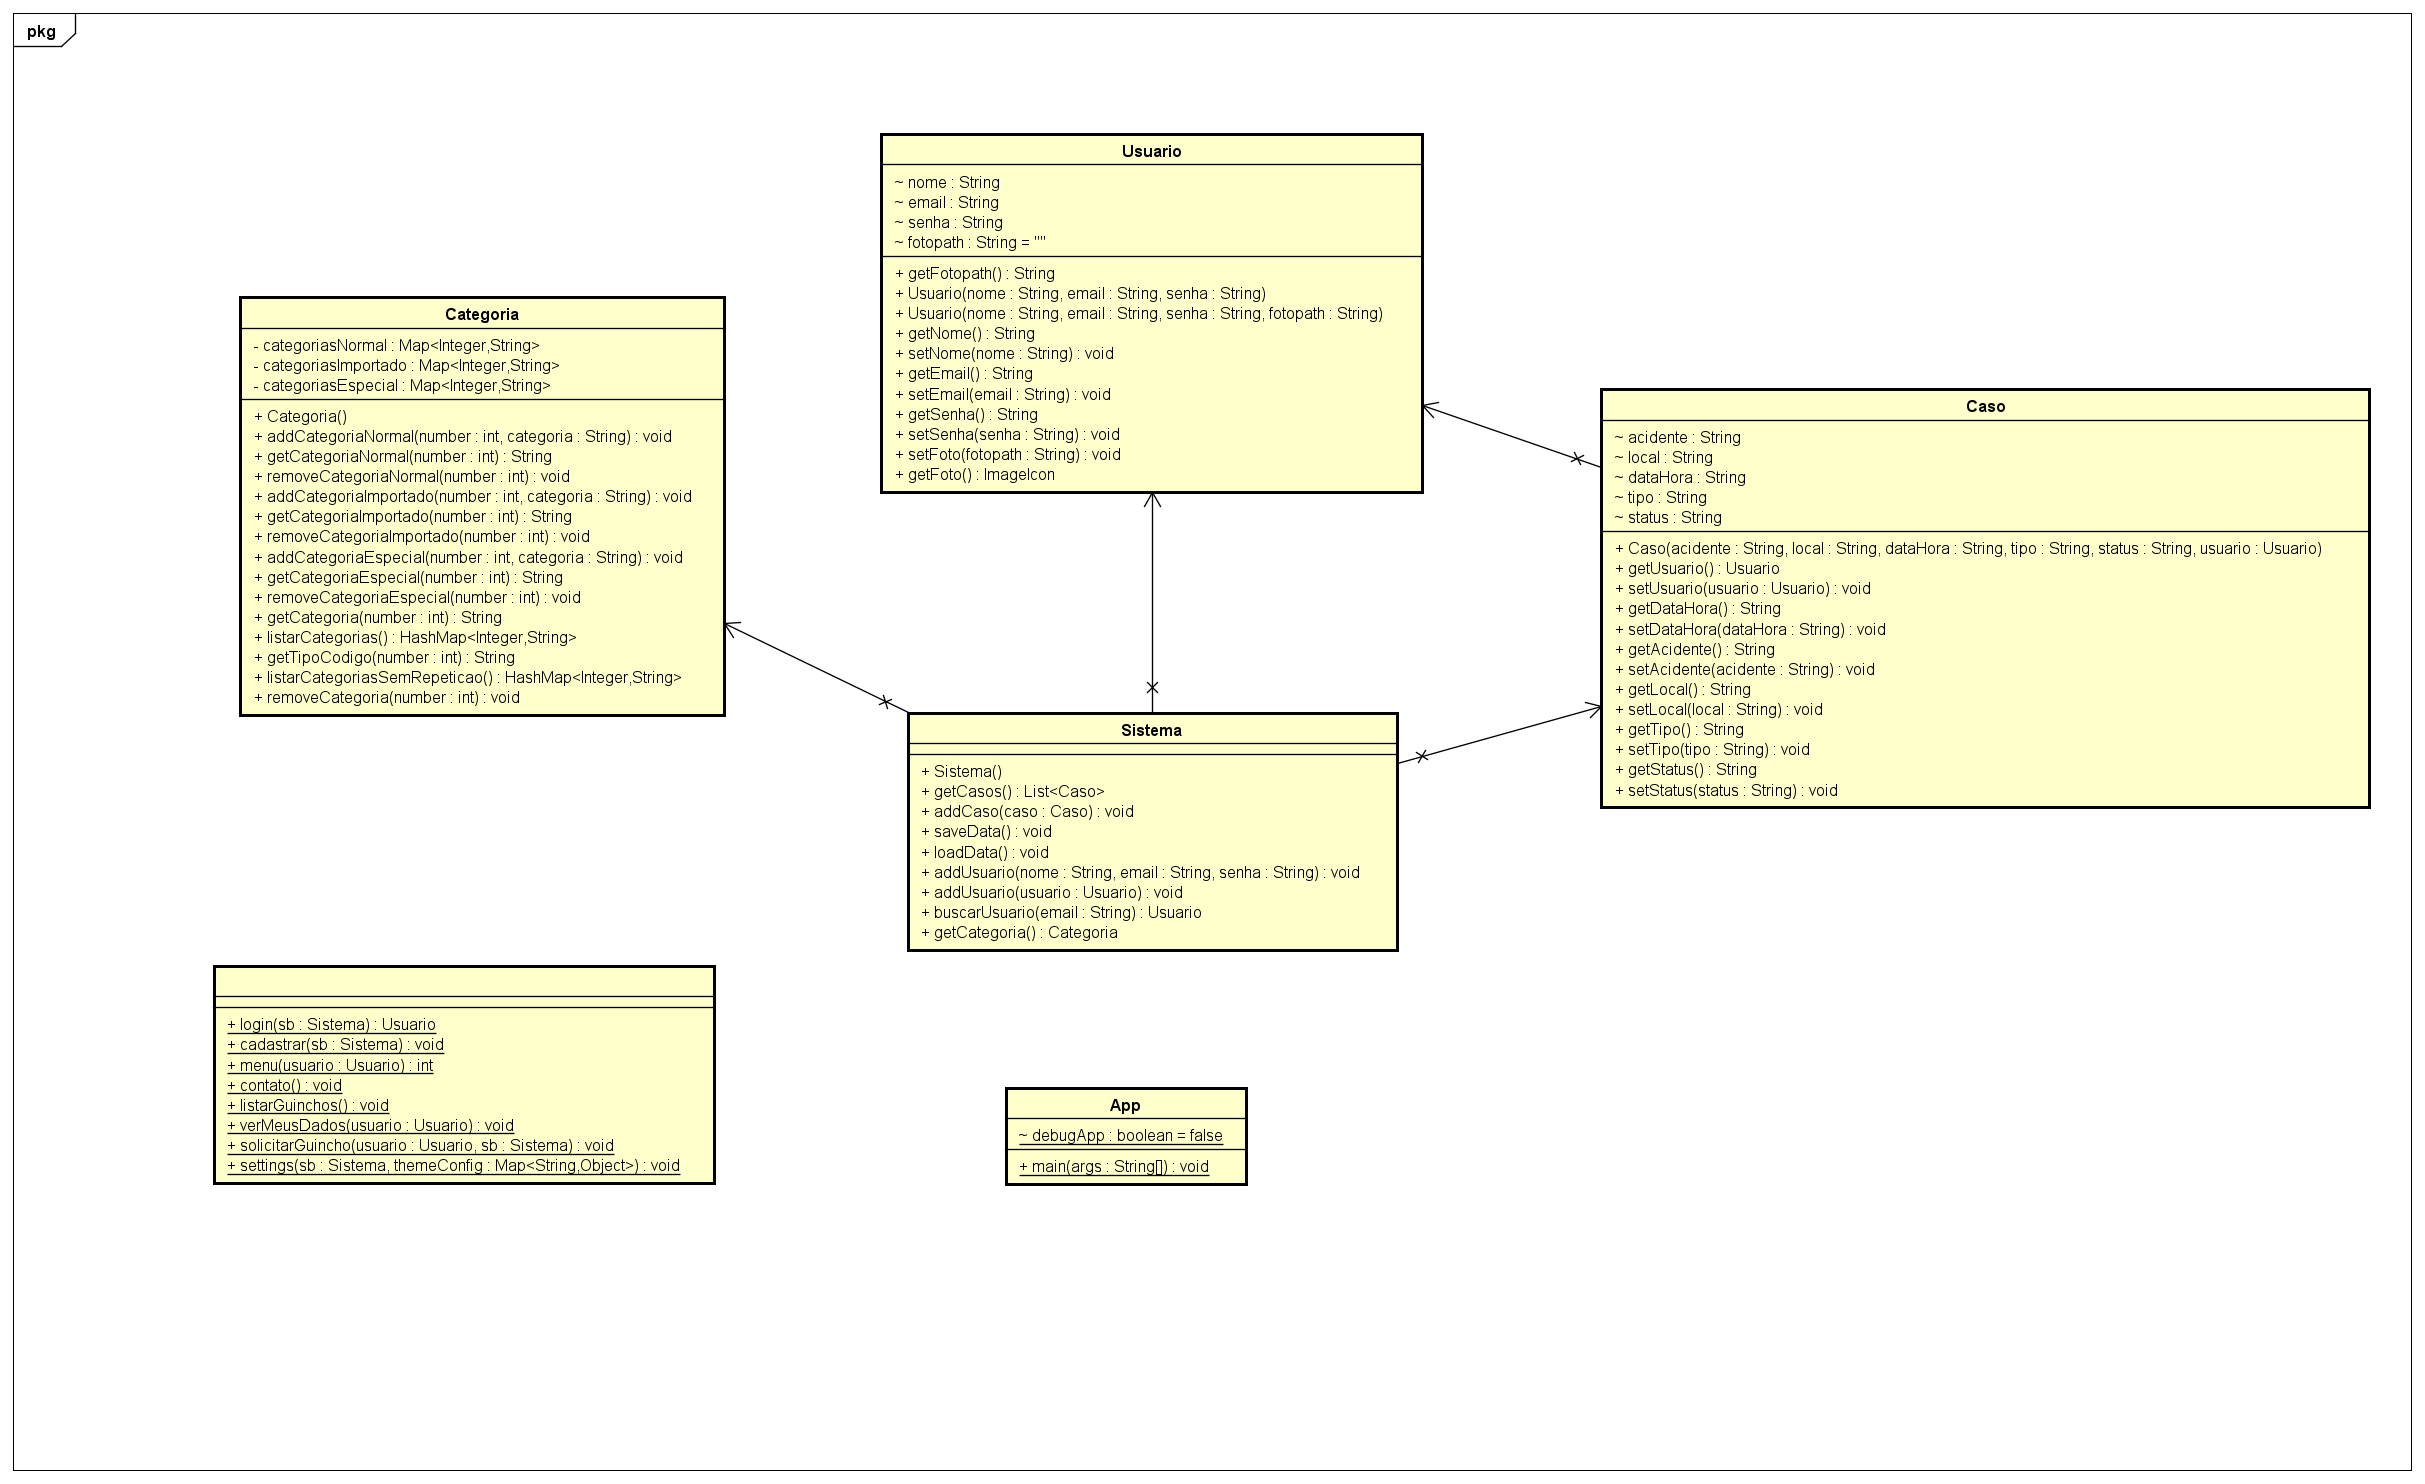 pkg
Usuario
~ nome : String
~ email : String
~ senha : String
~ fotopath : String = ""
+ getFotopath() : String
+ Usuario(nome : String, email : String, senha : String)
+ Usuario(nome : String, email : String, senha : String, fotopath : String)
+ getNome() : String
+ setNome(nome : String) : void
+ getEmail() : String
+ setEmail(email : String) : void
+ getSenha() : String
+ setSenha(senha : String) : void
+ setFoto(fotopath : String) : void
+ getFoto() : ImageIcon
Categoria
- categoriasNormal : Map<Integer,String>
- categoriasImportado : Map<Integer,String>
- categoriasEspecial : Map<Integer,String>
+ Categoria()
+ addCategoriaNormal(number : int, categoria : String) : void
+ getCategoriaNormal(number : int) : String
+ removeCategoriaNormal(number : int) : void
+ addCategoriaImportado(number : int, categoria : String) : void
+ getCategoriaImportado(number : int) : String
+ removeCategoriaImportado(number : int) : void
+ addCategoriaEspecial(number : int, categoria : String) : void
+ getCategoriaEspecial(number : int) : String
+ removeCategoriaEspecial(number : int) : void
+ getCategoria(number : int) : String
+ listarCategorias() : HashMap<Integer,String>
+ getTipoCodigo(number : int) : String
+ listarCategoriasSemRepeticao() : HashMap<Integer,String>
+ removeCategoria(number : int) : void
Caso
~ acidente : String
~ local : String
~ dataHora : String
~ tipo : String
~ status : String
+ Caso(acidente : String, local : String, dataHora : String, tipo : String, status : String, usuario : Usuario)
+ getUsuario() : Usuario
+ setUsuario(usuario : Usuario) : void
+ getDataHora() : String
+ setDataHora(dataHora : String) : void
+ getAcidente() : String
+ setAcidente(acidente : String) : void
+ getLocal() : String
+ setLocal(local : String) : void
+ getTipo() : String
+ setTipo(tipo : String) : void
+ getStatus() : String
+ setStatus(status : String) : void
Sistema
+ Sistema()
+ getCasos() : List<Caso>
+ addCaso(caso : Caso) : void
+ saveData() : void
+ loadData() : void
+ addUsuario(nome : String, email : String, senha : String) : void
+ addUsuario(usuario : Usuario) : void
+ buscarUsuario(email : String) : Usuario
+ getCategoria() : Categoria
+ login(sb : Sistema) : Usuario
+ cadastrar(sb : Sistema) : void
+ menu(usuario : Usuario) : int
+ contato() : void
+ listarGuinchos() : void
+ verMeusDados(usuario : Usuario) : void
+ solicitarGuincho(usuario : Usuario, sb : Sistema) : void
+ settings(sb : Sistema, themeConfig : Map<String,Object>) : void
App
~ debugApp : boolean = false
+ main(args : String[]) : void